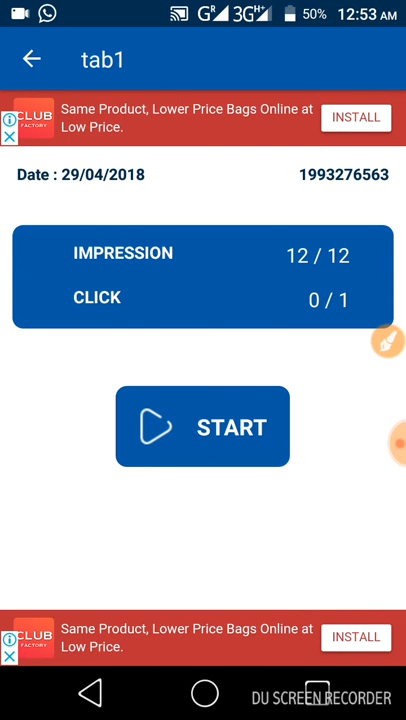 GR 3G H+ 50% 12:53 AM
tab1
CLUB
FACTORY
Same Product, Lower Price Bags Online at
Low Price.
INSTALL
Date : 29/04/2018 1993276563
IMPRESSION 12 / 12
CLICK 0 / 1
START
CLUB
FACTORY
Same Product, Lower Price Bags Online at
Low Price.
INSTALL
DU SCREEN RECORDER